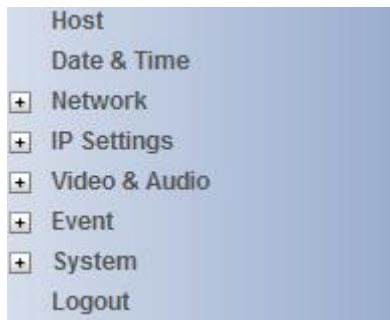 Host
Date & Time
Network
IP Settings
Video & Audio
Event
System
Logout